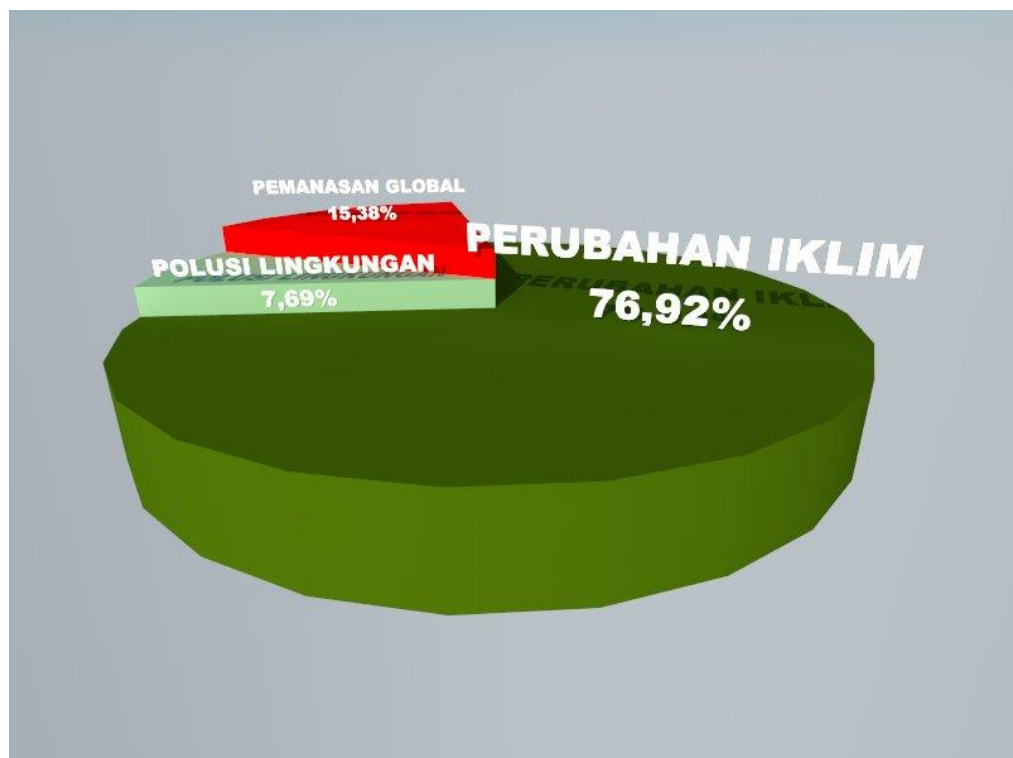 PEMANASAN GLOBAL
15,38%
POLUSI LINGKUNGAN
7,69%
PERUBAHAN IKLIM
76,92%